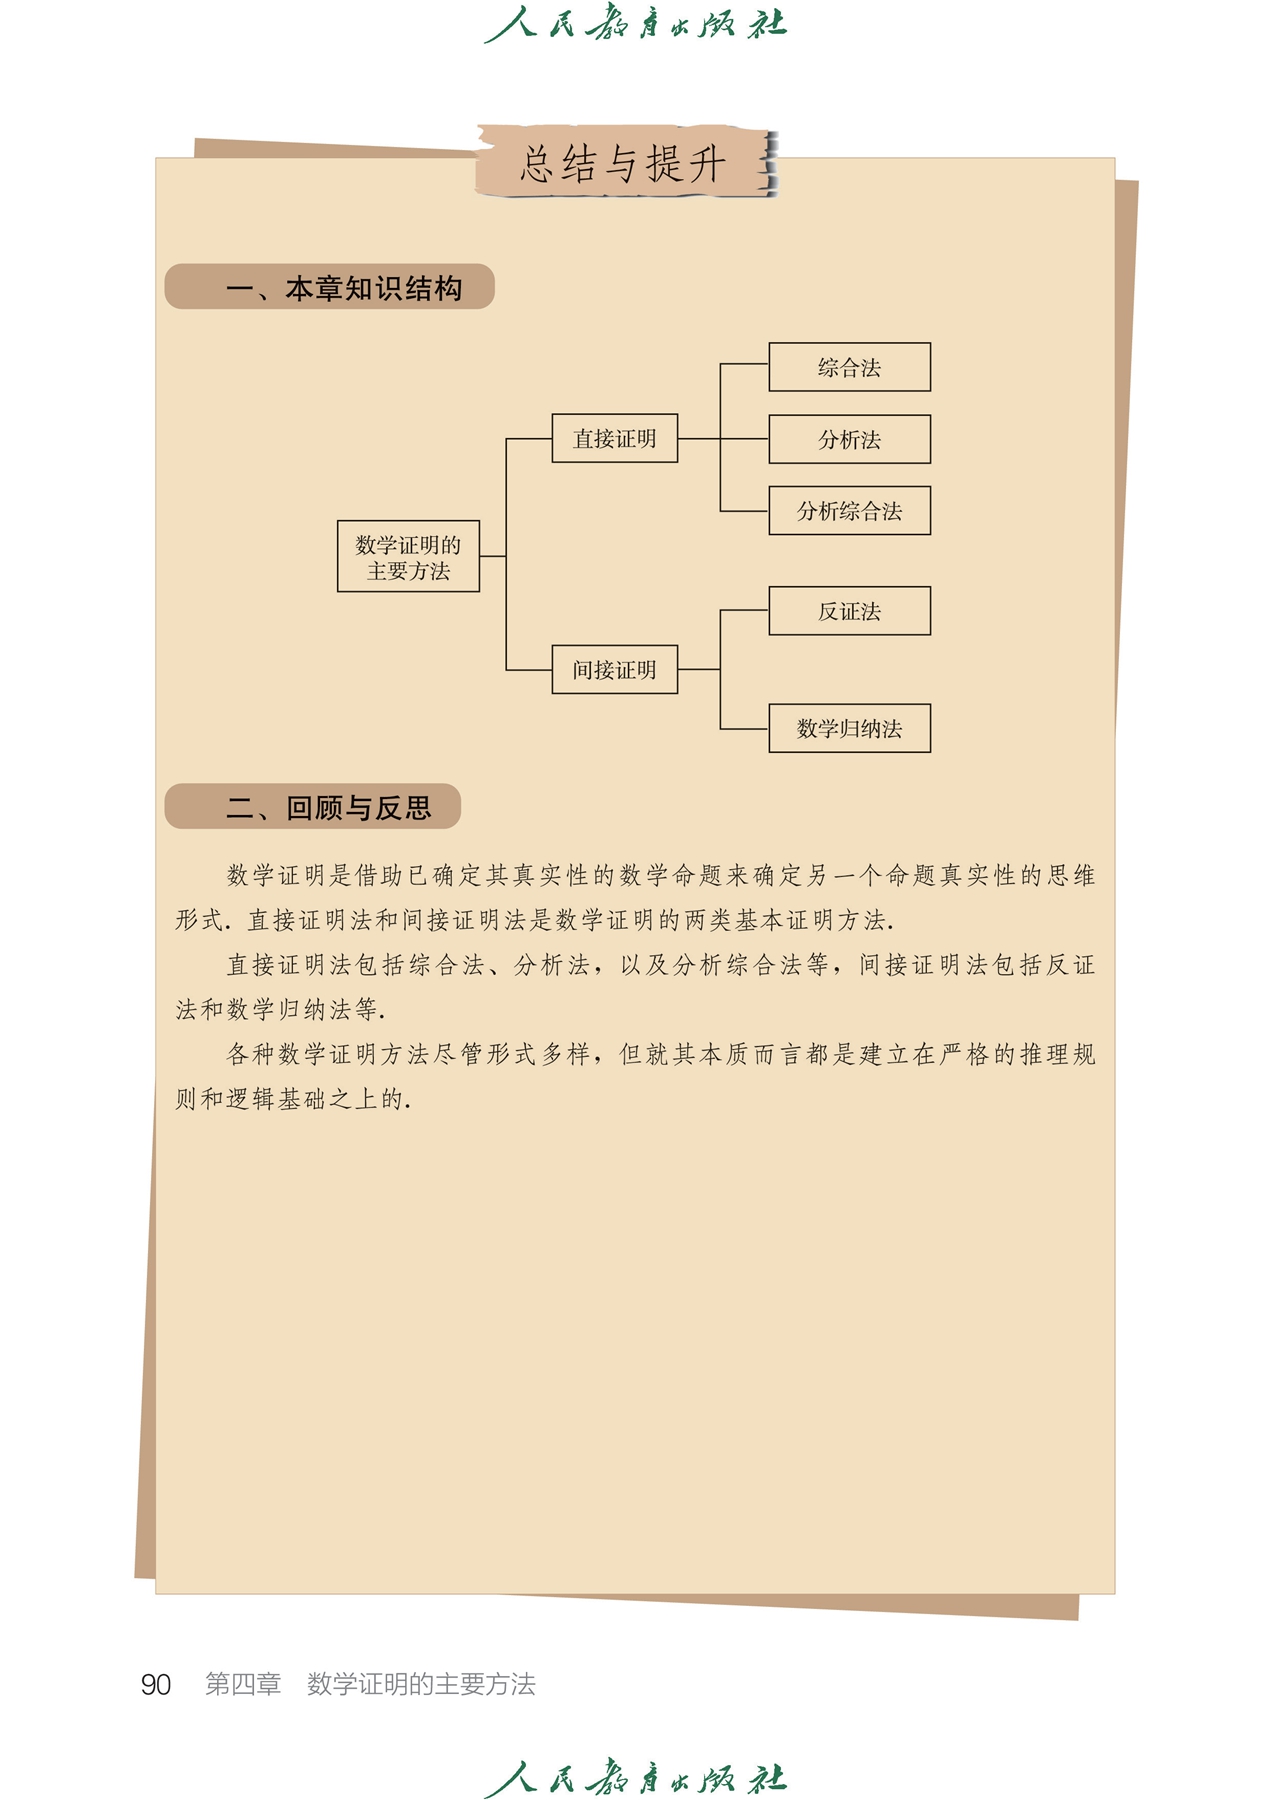 人民教育出版社
总结与提升
一、本章知识结构
综合法
直接证明
分析法
分析综合法
数学证明的
主要方法
反证法
间接证明
数学归纳法
二、回顾与反思
数学证明是借助已确定其真实性的数学命题来确定另一个命题真实性的思维
形式. 直接证明法和间接证明法是数学证明的两类基本证明方法.
直接证明法包括综合法、分析法，以及分析综合法等，间接证明法包括反证
法和数学归纳法等.
各种数学证明方法尽管形式多样，但就其本质而言都是建立在严格的推理规
则和逻辑基础之上的.
90 第四章 数学证明的主要方法
人民教育出版社